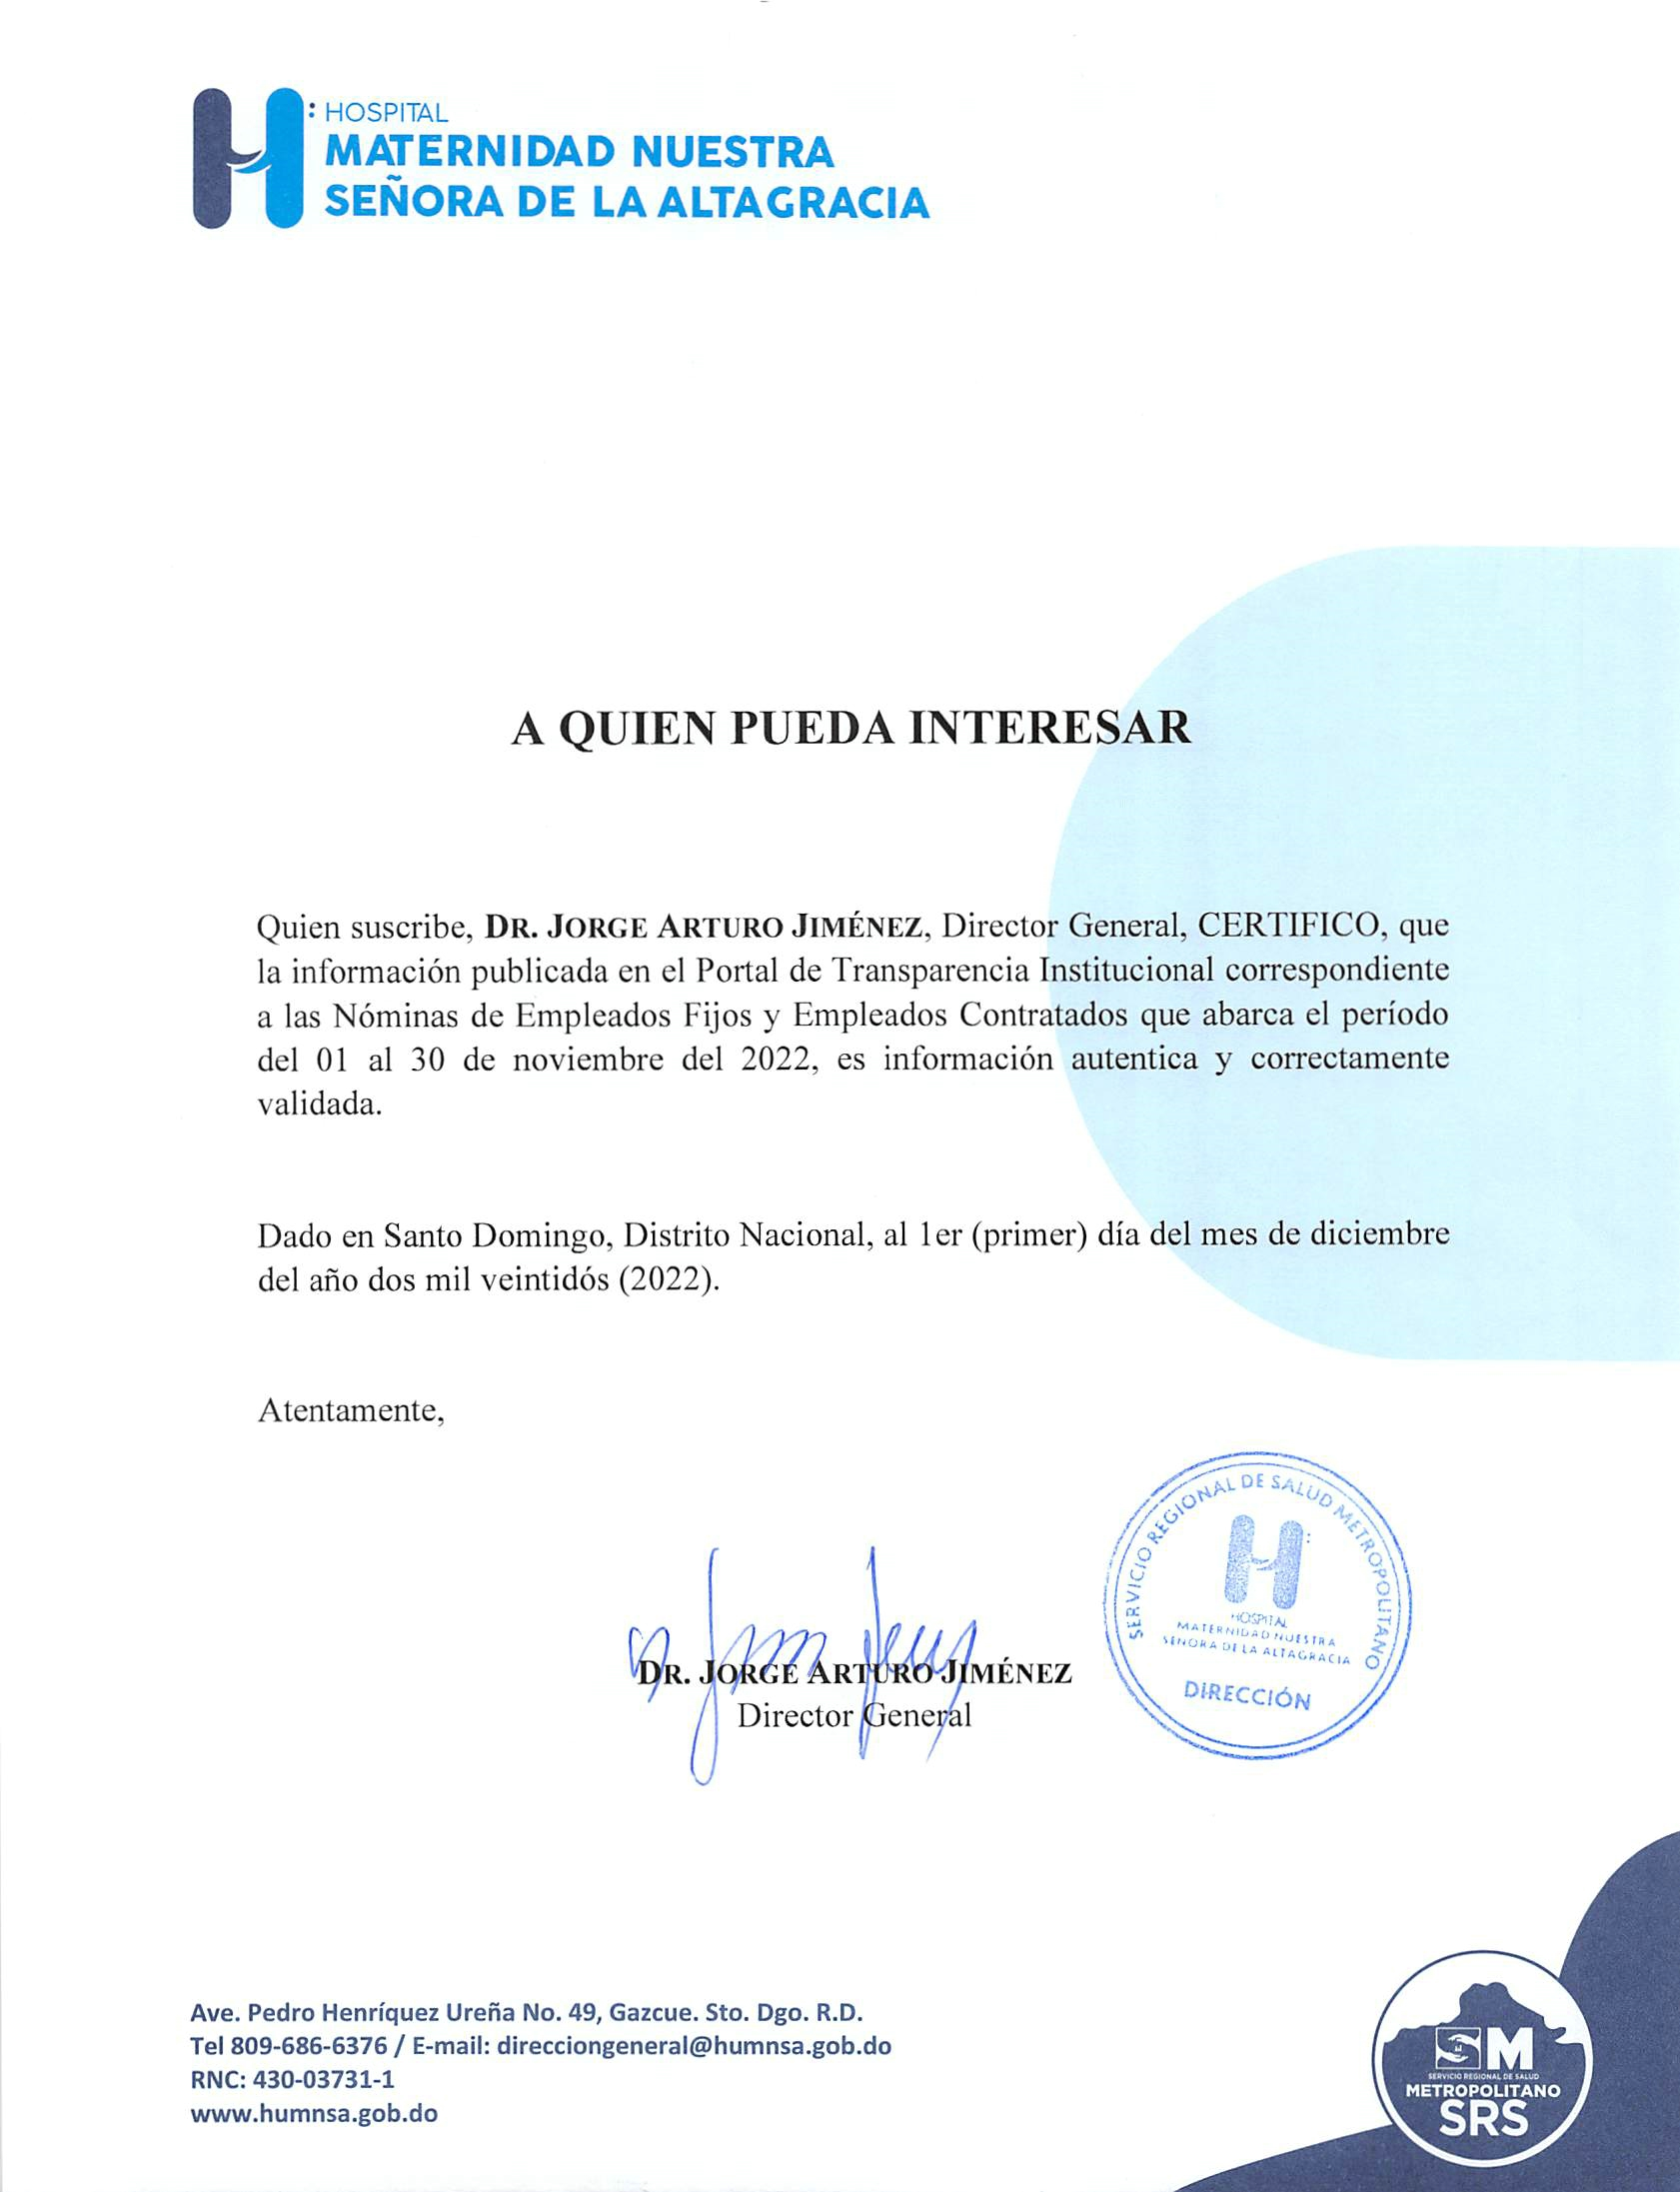 HOSPITAL
MATERNIDAD NUESTRA
SEÑORA DE LA ALTAGRACIA
A QUIEN PUEDA INTERESAR
Quien suscribe, DR. JORGE ARTURO JIMÉNEZ, Director General, CERTIFICO, que
la información publicada en el Portal de Transparencia Institucional correspondiente
a las Nóminas de Empleados Fijos y Empleados Contratados que abarca el período
del 01 al 30 de noviembre del 2022, es información autentica y correctamente
validada.
Dado en Santo Domingo, Distrito Nacional, al 1er (primer) día del mes de diciembre
del año dos mil veintidós (2022).
Atentamente,
SERVICIO REGIONAL DE SALUD METROPOLITANO
HOSPITAL
MATERNIDAD NUESTRA
SEÑORA DE LA ALTAGRACIA
DIRECCIÓN
DR. JORGE ARTURO JIMÉNEZ
Director General
Ave. Pedro Henríquez Ureña No. 49, Gazcue. Sto. Dgo. R.D.
Tel 809-686-6376 / E-mail: direcciongeneral@humnsa.gob.do
RNC: 430-03731-1
www.humnsa.gob.do
SM
SERVICIO REGIONAL DE SALUD
METROPOLITANO
SRS